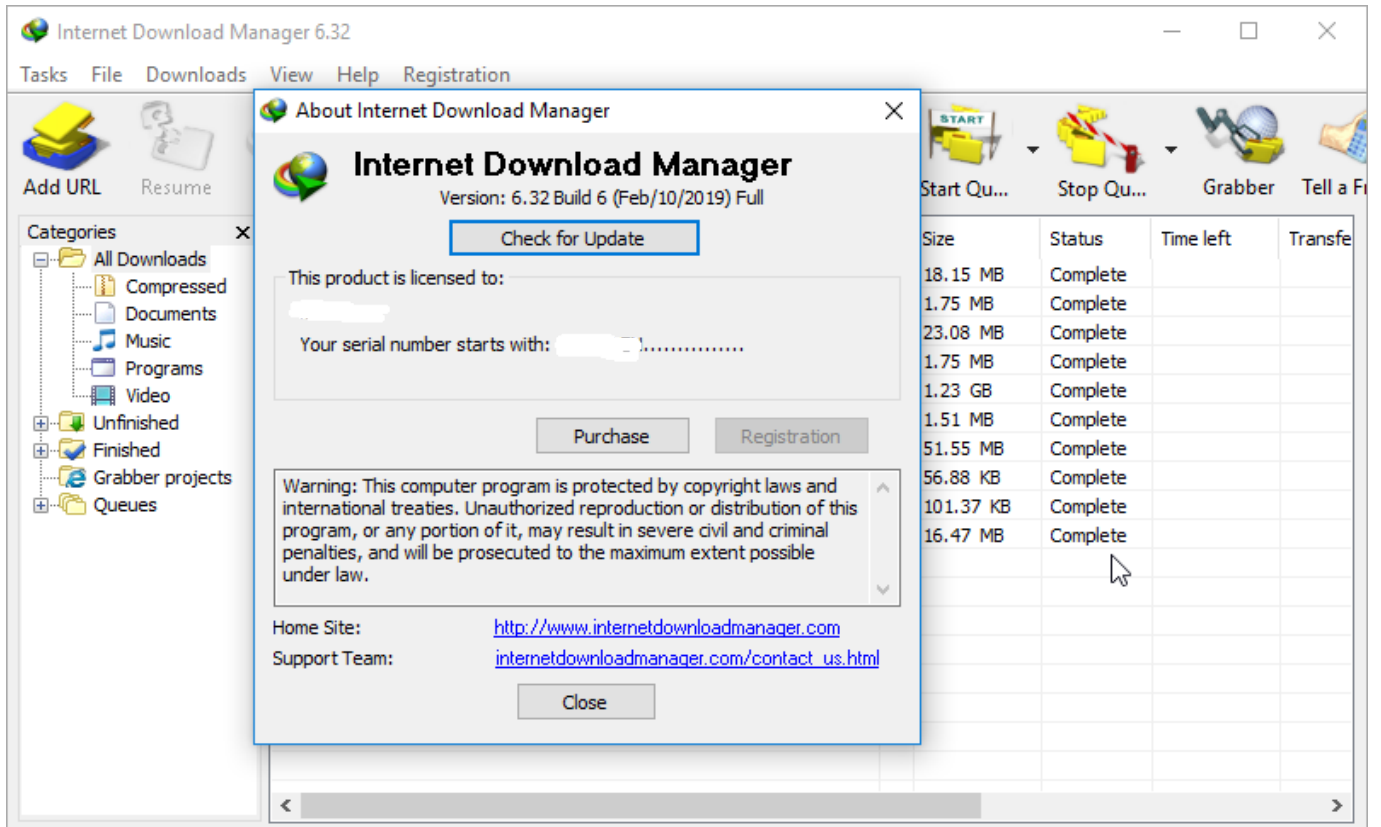 Internet Download Manager 6.32
Tasks File Downloads View Help Registration
Add URL
Resume
Start Qu...
Stop Qu...
Grabber
Tell a Fr
Categories
All Downloads
Compressed
Documents
Music
Programs
Video
Unfinished
Finished
Grabber projects
Queues
About Internet Download Manager
Internet Download Manager
Version: 6.32 Build 6 (Feb/10/2019) Full
Check for Update
This product is licensed to:
Your serial number starts with: ...............
Purchase
Registration
Warning: This computer program is protected by copyright laws and
international treaties. Unauthorized reproduction or distribution of this
program, or any portion of it, may result in severe civil and criminal
penalties, and will be prosecuted to the maximum extent possible
under law.
Home Site: http://www.internetdownloadmanager.com
Support Team: internetdownloadmanager.com/contact_us.html
Close
Size Status Time left Transfe
18.15 MB Complete
1.75 MB Complete
23.08 MB Complete
1.75 MB Complete
1.23 GB Complete
1.51 MB Complete
51.55 MB Complete
56.88 KB Complete
101.37 KB Complete
16.47 MB Complete
START